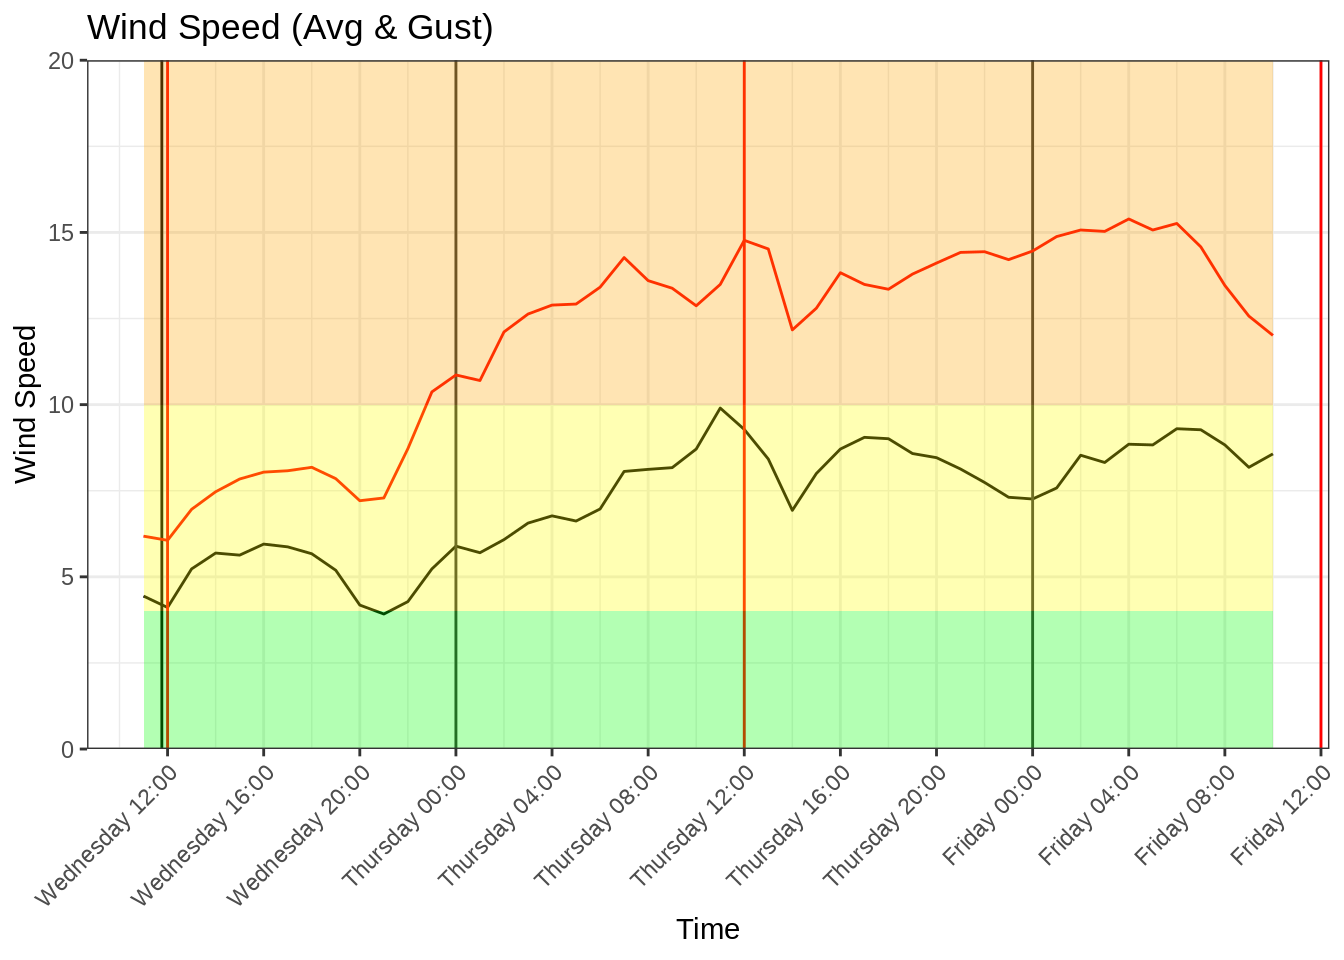 Wind Speed (Avg & Gust)
20
15
10
5
0
Wind Speed
Wednesday 12:00
Wednesday 16:00
Wednesday 20:00
Thursday 00:00
Thursday 04:00
Thursday 08:00
Thursday 12:00
Thursday 16:00
Thursday 20:00
Friday 00:00
Friday 04:00
Friday 08:00
Friday 12:00
Time